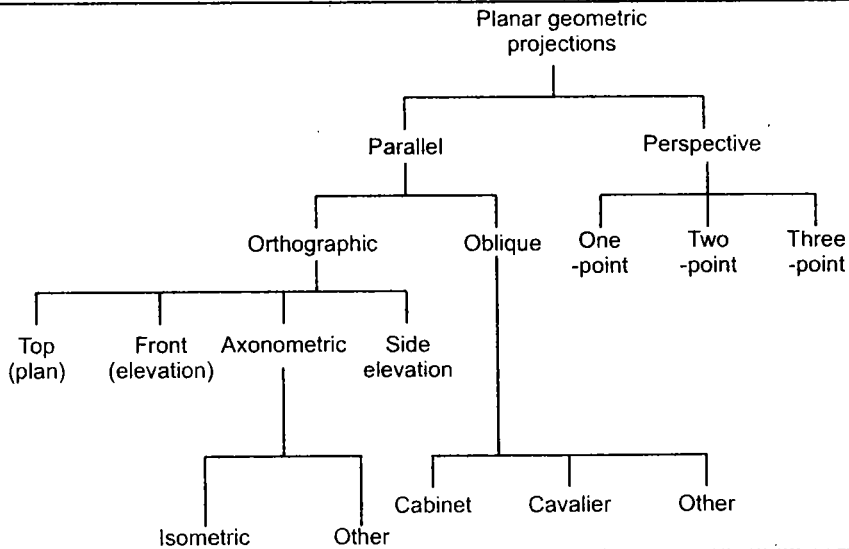 Planar geometric
projections
Parallel
Perspective
Orthographic
Oblique
One
-point
Two
-point
Three
-point
Top
(plan)
Front
(elevation)
Axonometric
Side
elevation
Cabinet
Cavalier
Other
Isometric
Other